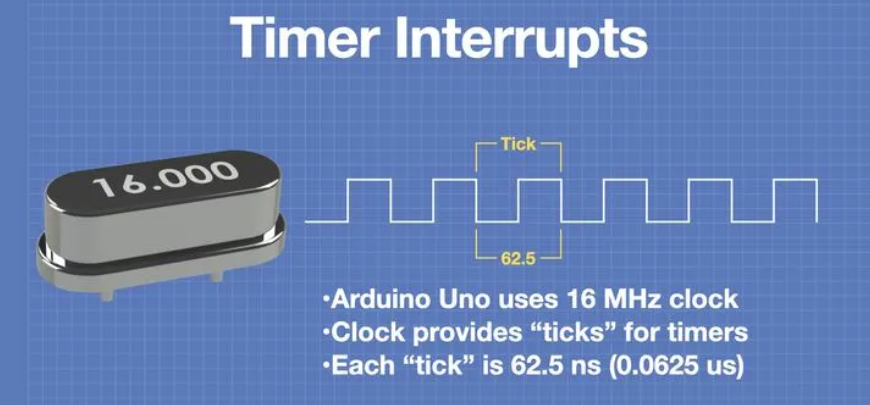 Timer Interrupts
16.000
Tick
62.5
•Arduino Uno uses 16 MHz clock
•Clock provides “ticks” for timers
•Each “tick” is 62.5 ns (0.0625 us)